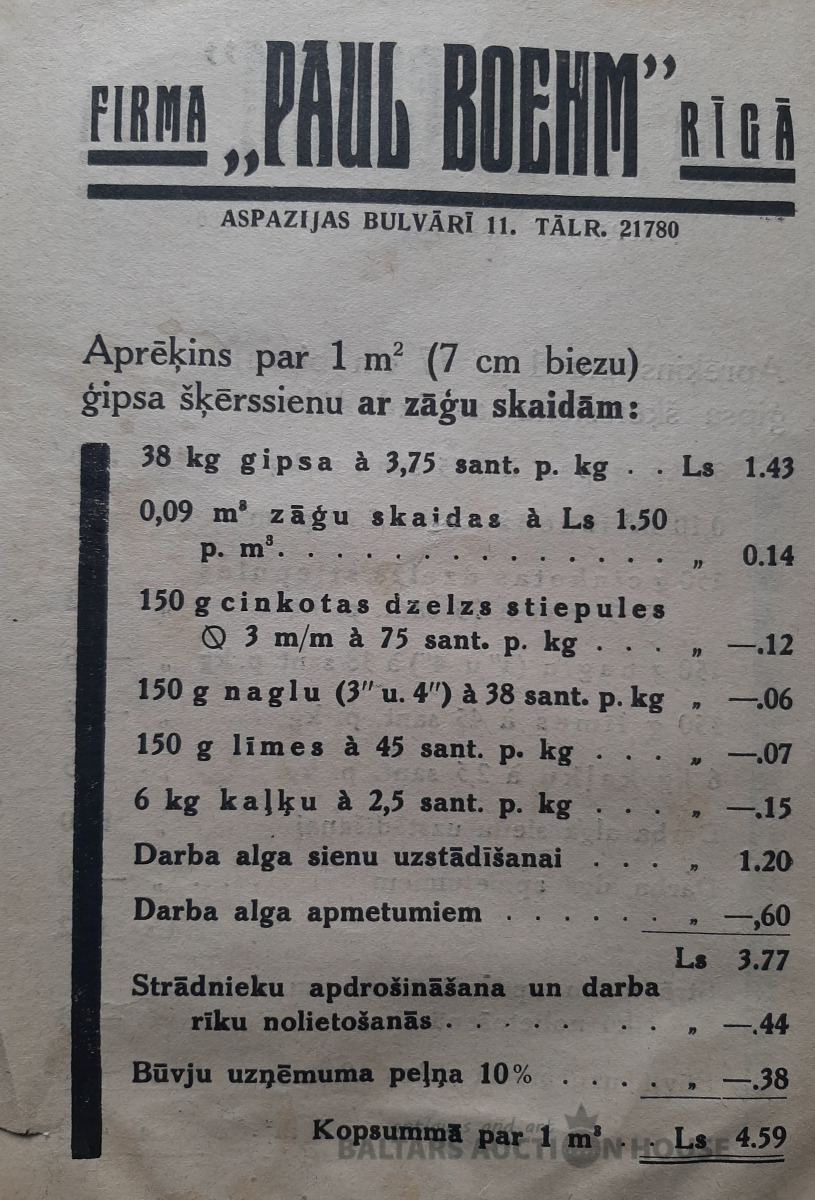 FIRMA „PAUL BOEHM” RĪGĀ
ASPAZIJAS BULVĀRĪ 11. TĀLR. 21780
Aprēķins par 1 m² (7 cm biezu)
ģipsa šķērssienu ar zāģu skaidām:
38 kg gipsa à 3,75 sant. p. kg . . Ls 1.43
0,09 m³ zāģu skaidas à Ls 1.50
p. m³. . . . . . . . . . . . . . „ 0.14
150 g cinkotas dzelzs stiepules
⦰ 3 m/m à 75 sant. p. kg . . . „ —.12
150 g naglu (3″ u. 4″) à 38 sant. p. kg „ —.06
150 g līmes à 45 sant. p. kg . . . „ —.07
6 kg kaļķu à 2,5 sant. p. kg . . . „ —.15
Darba alga sienu uzstādīšanai . . . „ 1.20
Darba alga apmetumiem . . . . . . „ —,60
Ls 3.77
Strādnieku apdrošināšana un darba
rīku nolietošanās . . . . . . . . „ —.44
Būvju uzņēmuma peļņa 10% . . . . „ —.38
Kopsummā par 1 m³ . . Ls 4.59
antiques and art
BALTARS AUCTION HOUSE